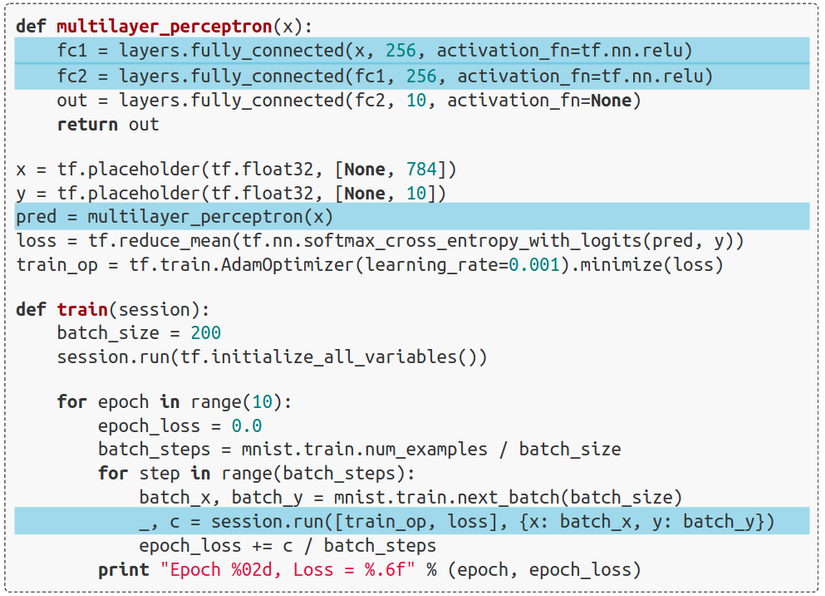 def multilayer_perceptron(x):
    fc1 = layers.fully_connected(x, 256, activation_fn=tf.nn.relu)
    fc2 = layers.fully_connected(fc1, 256, activation_fn=tf.nn.relu)
    out = layers.fully_connected(fc2, 10, activation_fn=None)
    return out

x = tf.placeholder(tf.float32, [None, 784])
y = tf.placeholder(tf.float32, [None, 10])
pred = multilayer_perceptron(x)
loss = tf.reduce_mean(tf.nn.softmax_cross_entropy_with_logits(pred, y))
train_op = tf.train.AdamOptimizer(learning_rate=0.001).minimize(loss)

def train(session):
    batch_size = 200
    session.run(tf.initialize_all_variables())

    for epoch in range(10):
        epoch_loss = 0.0
        batch_steps = mnist.train.num_examples / batch_size
        for step in range(batch_steps):
            batch_x, batch_y = mnist.train.next_batch(batch_size)
            _, c = session.run([train_op, loss], {x: batch_x, y: batch_y})
            epoch_loss += c / batch_steps
        print "Epoch %02d, Loss = %.6f" % (epoch, epoch_loss)